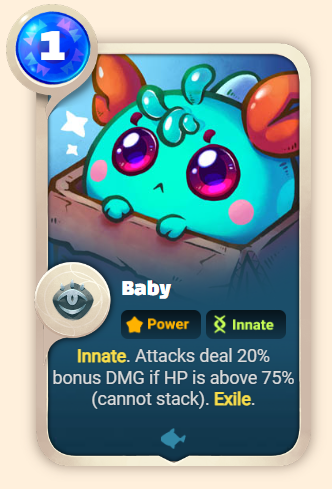 1
Baby
Power
Innate
Innate. Attacks deal 20%
bonus DMG if HP is above 75%
(cannot stack). Exile.